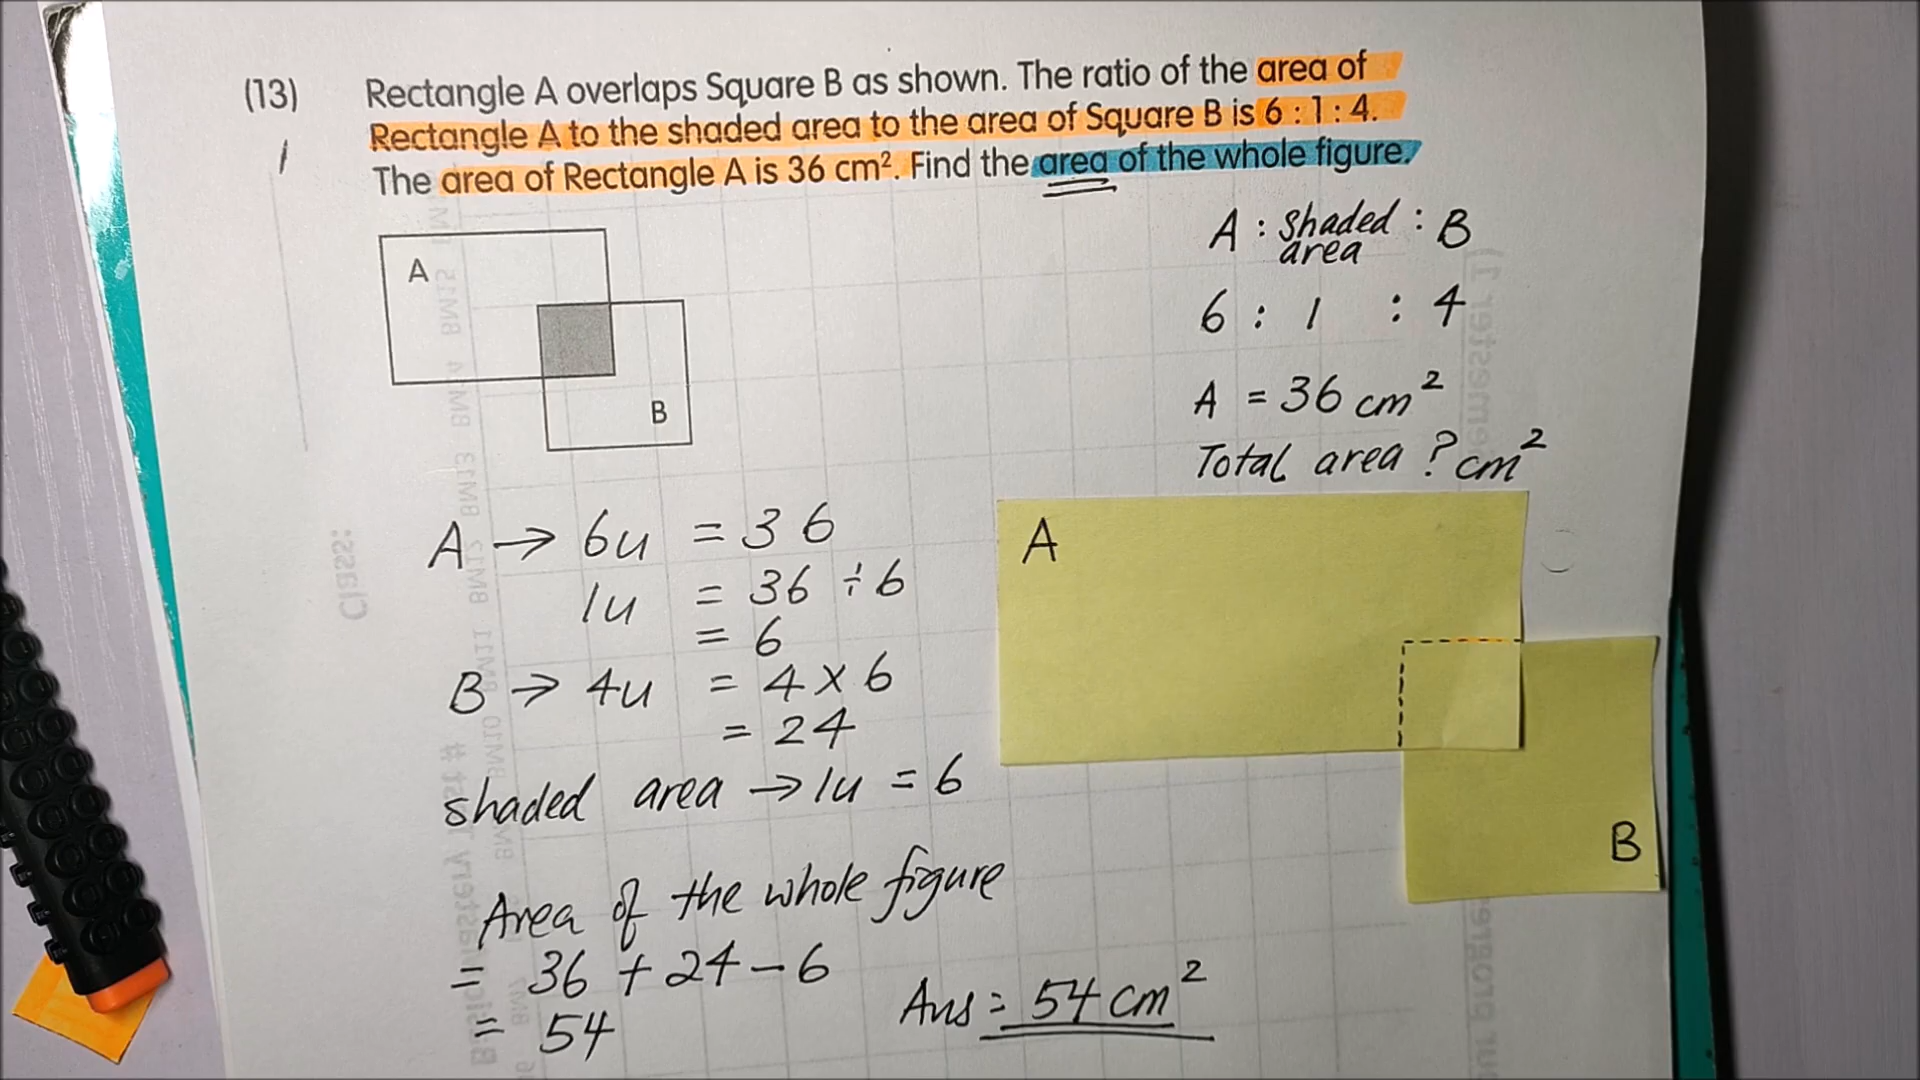 (13) Rectangle A overlaps Square B as shown. The ratio of the area of
Rectangle A to the shaded area to the area of Square B is 6 : 1 : 4.
The area of Rectangle A is 36 cm². Find the area of the whole figure.
A
B
A : Shaded area : B
6 : 1 : 4
A = 36 cm²
Total area ? cm²
A → 6u = 36
1u = 36 ÷ 6
= 6
B → 4u = 4 × 6
= 24
shaded area → 1u = 6
Area of the whole figure
= 36 + 24 - 6
= 54
Ans = 54 cm²
A
B
Class: